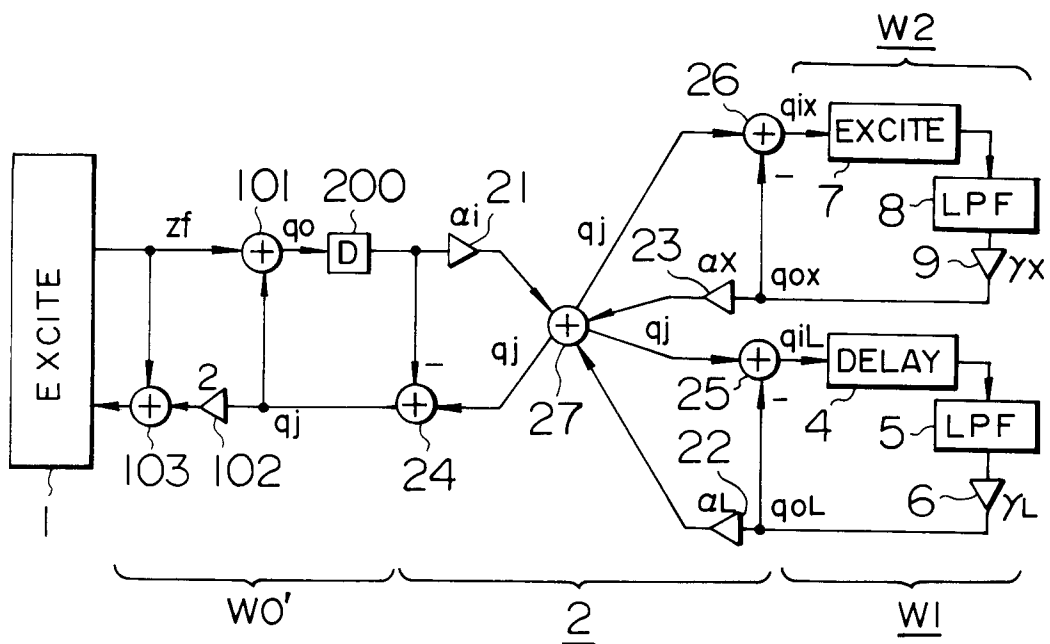 W2
26
qix
EXCITE
7
8
LPF
9
γX
101
200
αi
21
zf
qo
D
qj
23
αX
qox
EXCITE
27
qj
qj
qiL
DELAY
25
4
5
LPF
2
qj
103
102
24
22
αL
qoL
6
γL
1
W0'
2
W1
+
+
+
+
+
+
-
-
-